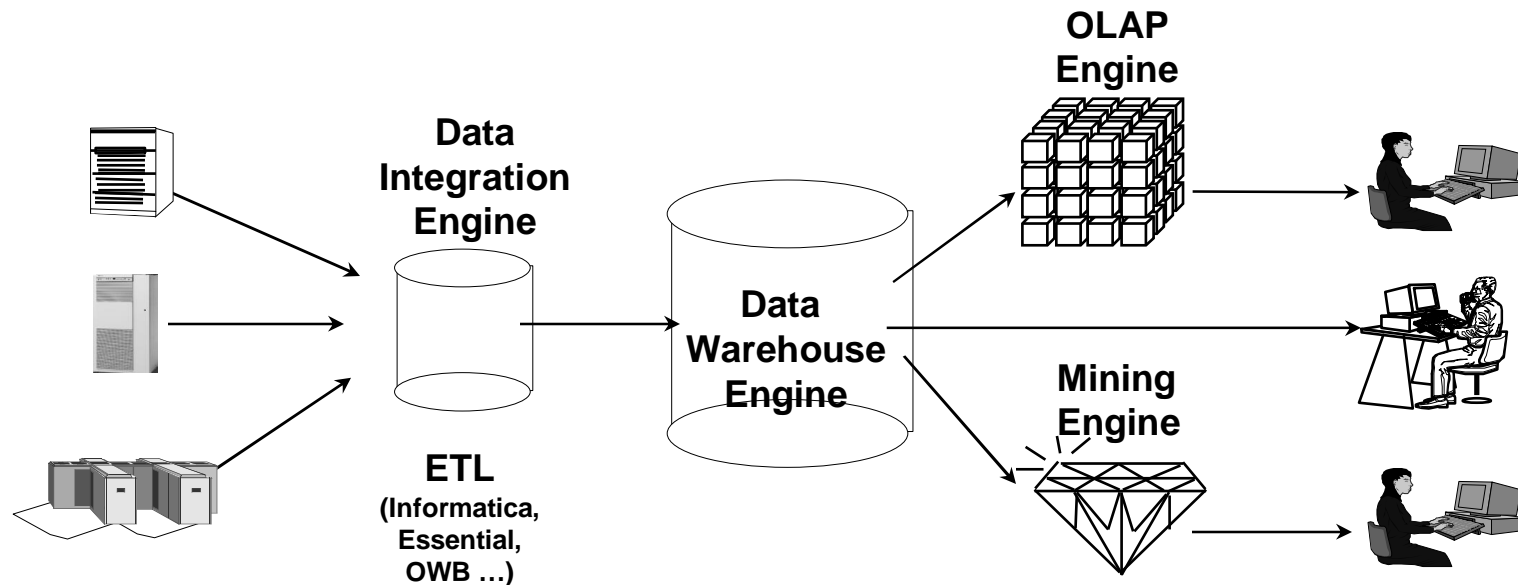 OLAP
Engine
Data
Integration
Engine
Data
Warehouse
Engine
Mining
Engine
ETL
(Informatica,
Essential,
OWB …)